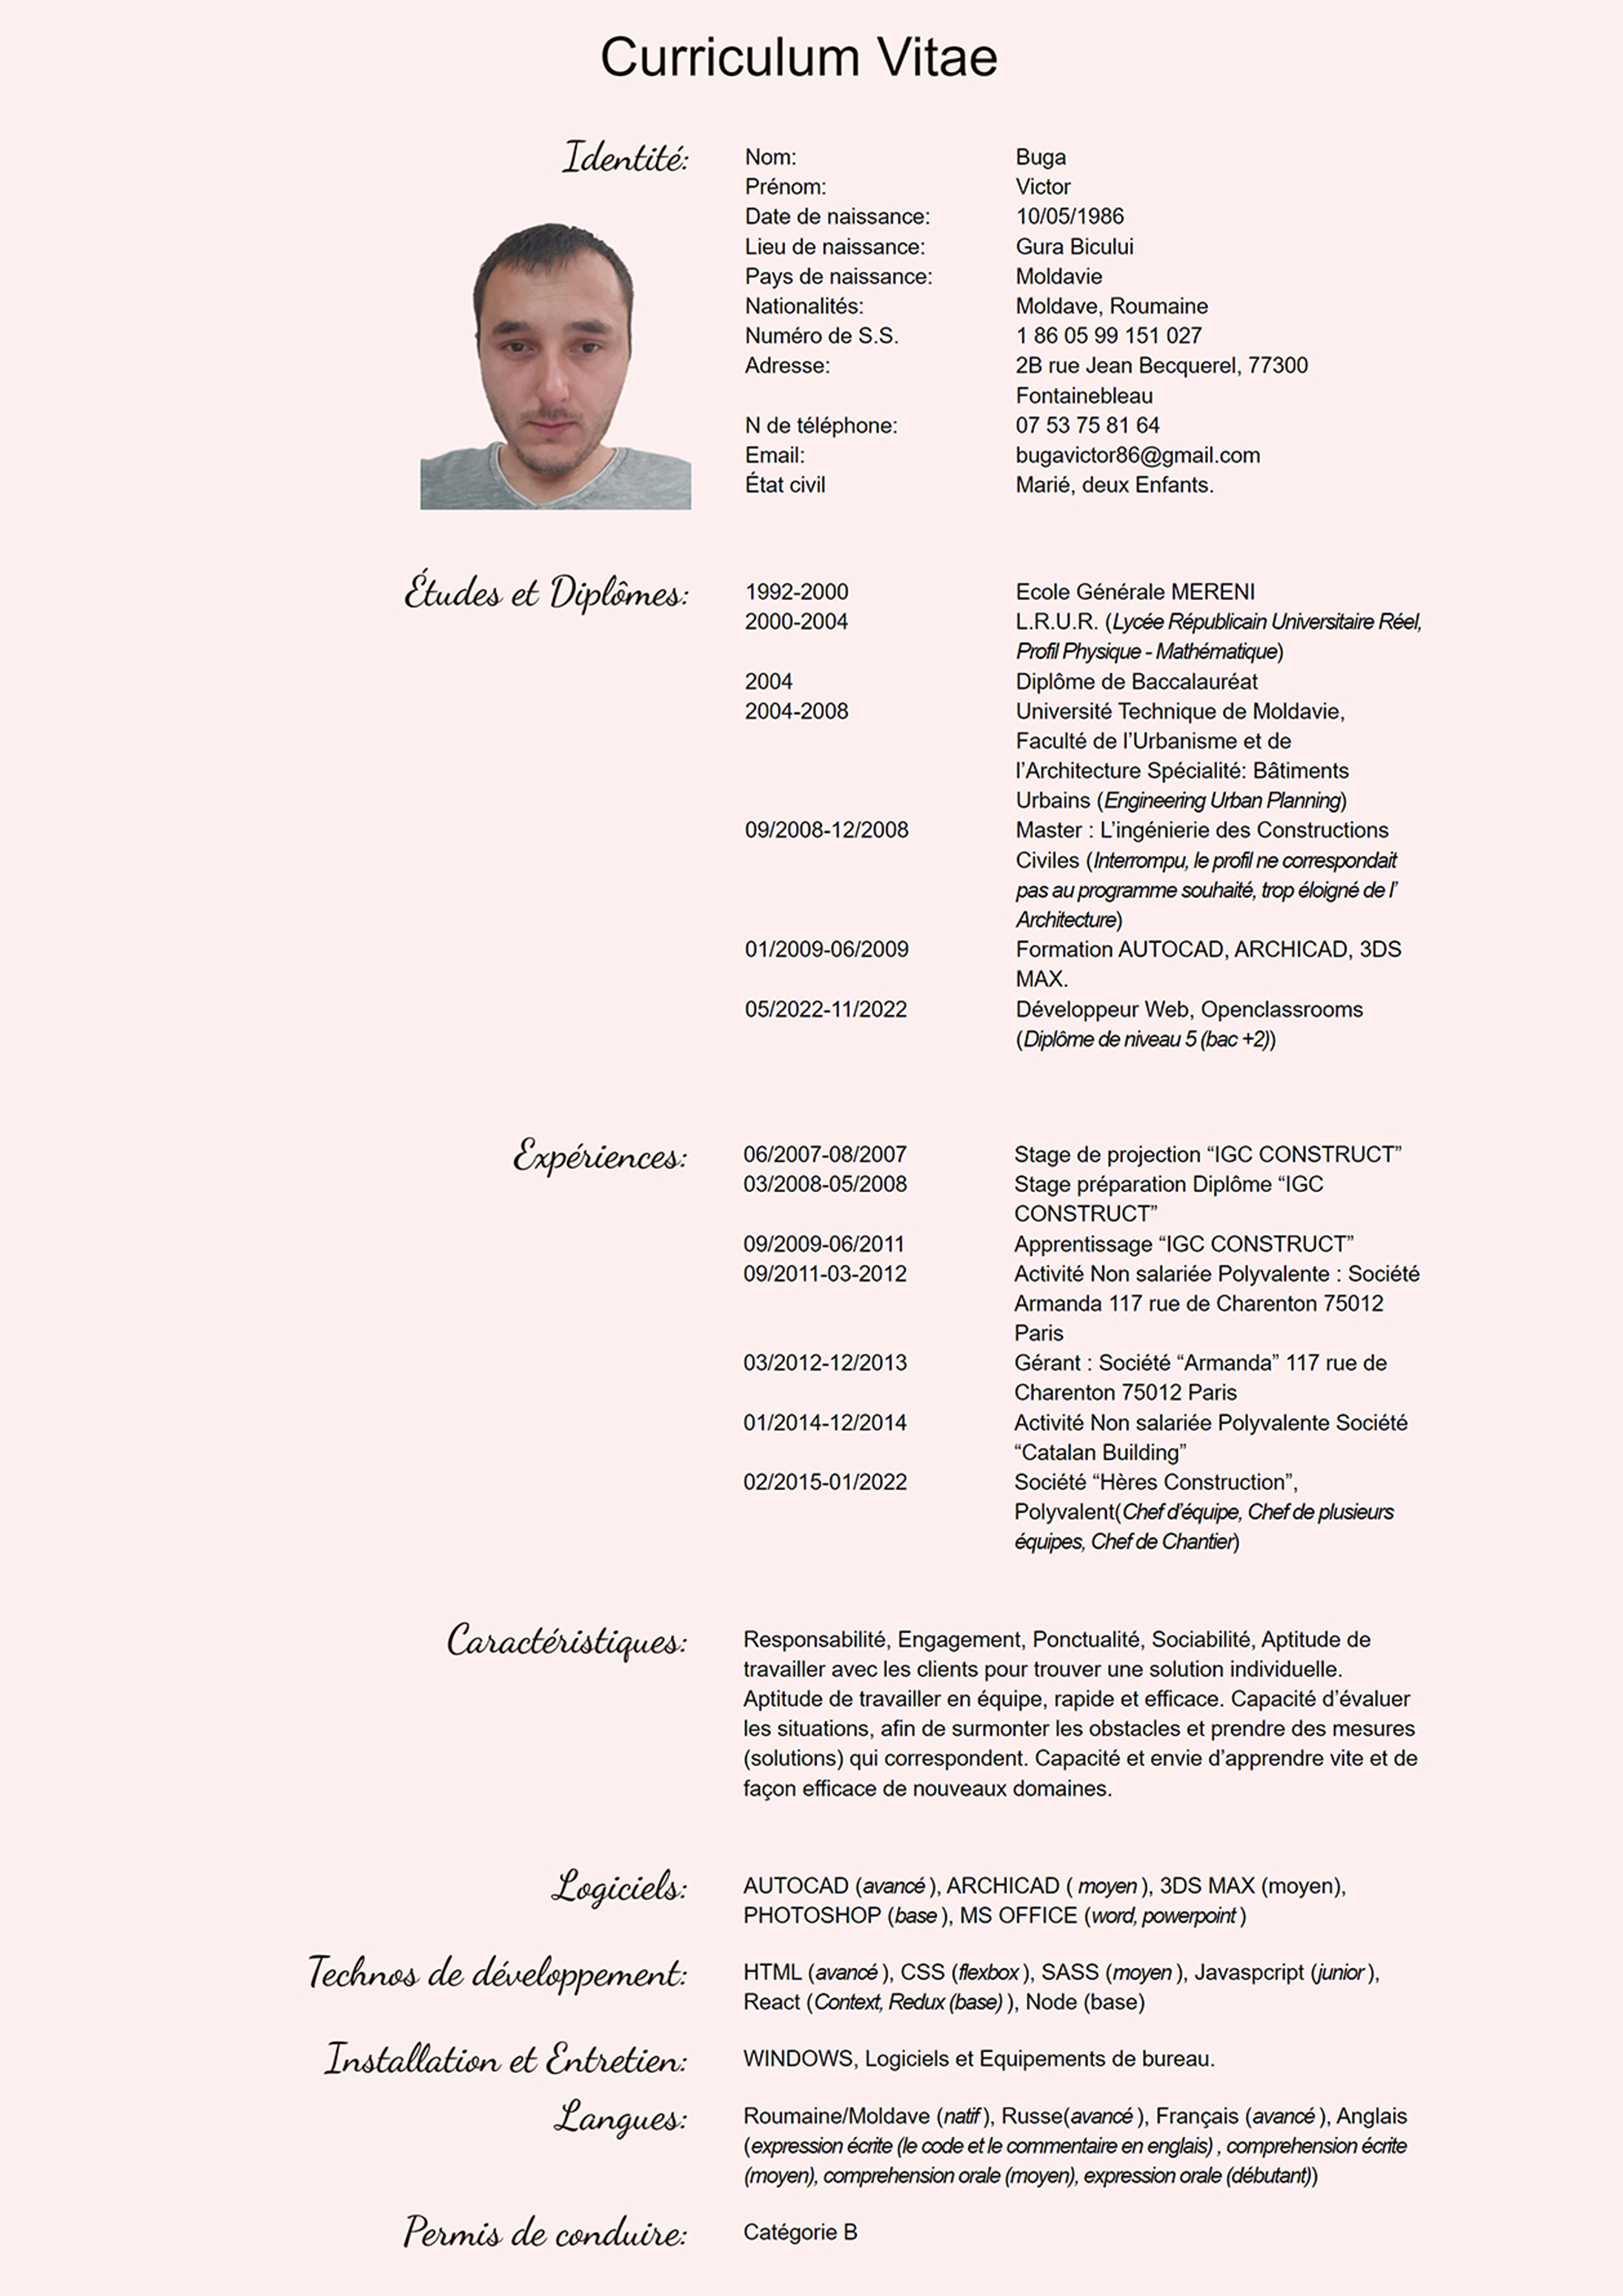 Curriculum Vitae
Identité:
Nom: Buga
Prénom: Victor
Date de naissance: 10/05/1986
Lieu de naissance: Gura Bicului
Pays de naissance: Moldavie
Nationalités: Moldave, Roumaine
Numéro de S.S. 1 86 05 99 151 027
Adresse: 2B rue Jean Becquerel, 77300
Fontainebleau
N de téléphone: 07 53 75 81 64
Email: bugavictor86@gmail.com
État civil Marié, deux Enfants.
Études et Diplômes:
1992-2000 Ecole Générale MERENI
2000-2004 L.R.U.R. (Lycée Républicain Universitaire Réel,
Profil Physique - Mathématique)
2004 Diplôme de Baccalauréat
2004-2008 Université Technique de Moldavie,
Faculté de l’Urbanisme et de
l’Architecture Spécialité: Bâtiments
Urbains (Engineering Urban Planning)
09/2008-12/2008 Master : L’ingénierie des Constructions
Civiles (Interrompu, le profil ne correspondait
pas au programme souhaité, trop éloigné de l’
Architecture)
01/2009-06/2009 Formation AUTOCAD, ARCHICAD, 3DS
MAX.
05/2022-11/2022 Développeur Web, Openclassrooms
(Diplôme de niveau 5 (bac +2))
Expériences:
06/2007-08/2007 Stage de projection “IGC CONSTRUCT”
03/2008-05/2008 Stage préparation Diplôme “IGC
CONSTRUCT”
09/2009-06/2011 Apprentissage “IGC CONSTRUCT”
09/2011-03-2012 Activité Non salariée Polyvalente : Société
Armanda 117 rue de Charenton 75012
Paris
03/2012-12/2013 Gérant : Société “Armanda” 117 rue de
Charenton 75012 Paris
01/2014-12/2014 Activité Non salariée Polyvalente Société
“Catalan Building”
02/2015-01/2022 Société “Hères Construction”,
Polyvalent(Chef d’équipe, Chef de plusieurs
équipes, Chef de Chantier)
Caractéristiques:
Responsabilité, Engagement, Ponctualité, Sociabilité, Aptitude de
travailler avec les clients pour trouver une solution individuelle.
Aptitude de travailler en équipe, rapide et efficace. Capacité d’évaluer
les situations, afin de surmonter les obstacles et prendre des mesures
(solutions) qui correspondent. Capacité et envie d’apprendre vite et de
façon efficace de nouveaux domaines.
Logiciels:
AUTOCAD (avancé ), ARCHICAD ( moyen ), 3DS MAX (moyen),
PHOTOSHOP (base ), MS OFFICE (word, powerpoint )
Technos de développement:
HTML (avancé ), CSS (flexbox ), SASS (moyen ), Javaspcript (junior ),
React (Context, Redux (base) ), Node (base)
Installation et Entretien:
WINDOWS, Logiciels et Equipements de bureau.
Langues:
Roumaine/Moldave (natif ), Russe(avancé ), Français (avancé ), Anglais
(expression écrite (le code et le commentaire en englais) , comprehension écrite
(moyen), comprehension orale (moyen), expression orale (débutant))
Permis de conduire:
Catégorie B